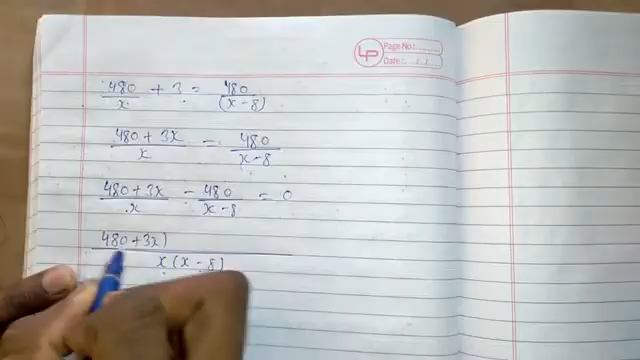 LP
Page No.:
Date: / /
480/x + 3 = 480/(x-8)
480+3x/x = 480/x-8
480+3x/x - 480/x-8 = 0
480+3x)/x(x-8)